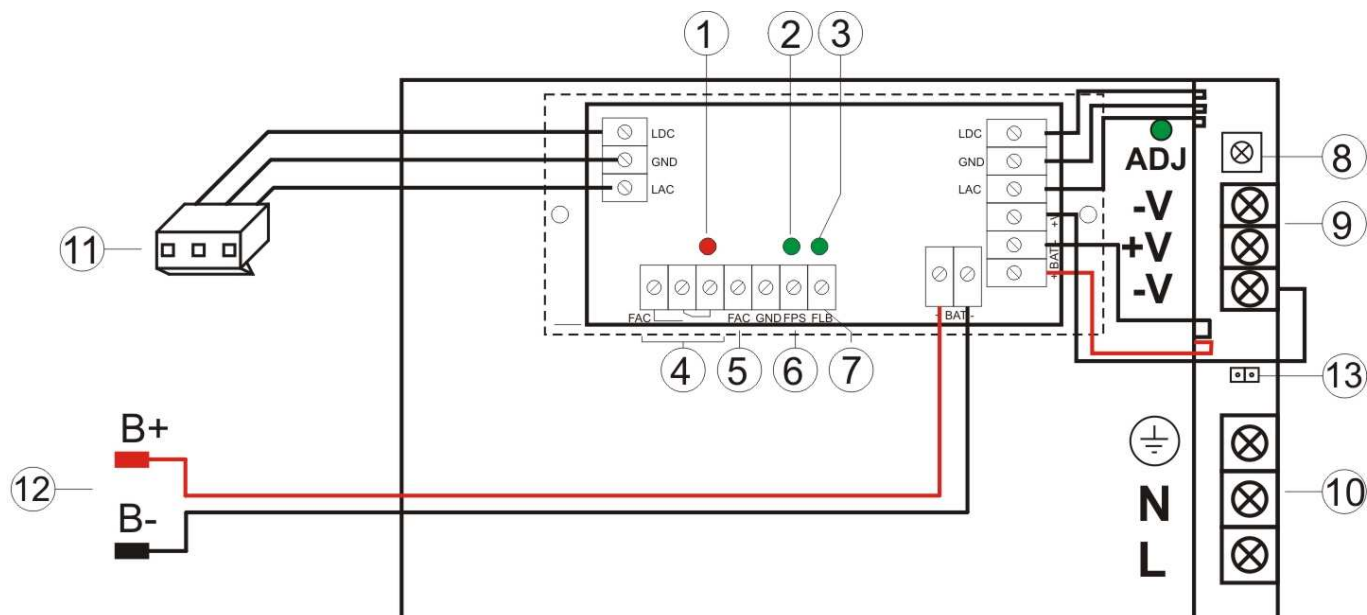 1
2
3
LDC
GND
LAC
LDC
GND
LAC
ADJ
8
-V
9
+V
-V
11
FAC
FAC GND FPS FLB
+ BAT -
+ BAT -
4
5
6
7
13
B+
12
B-
10
N
L